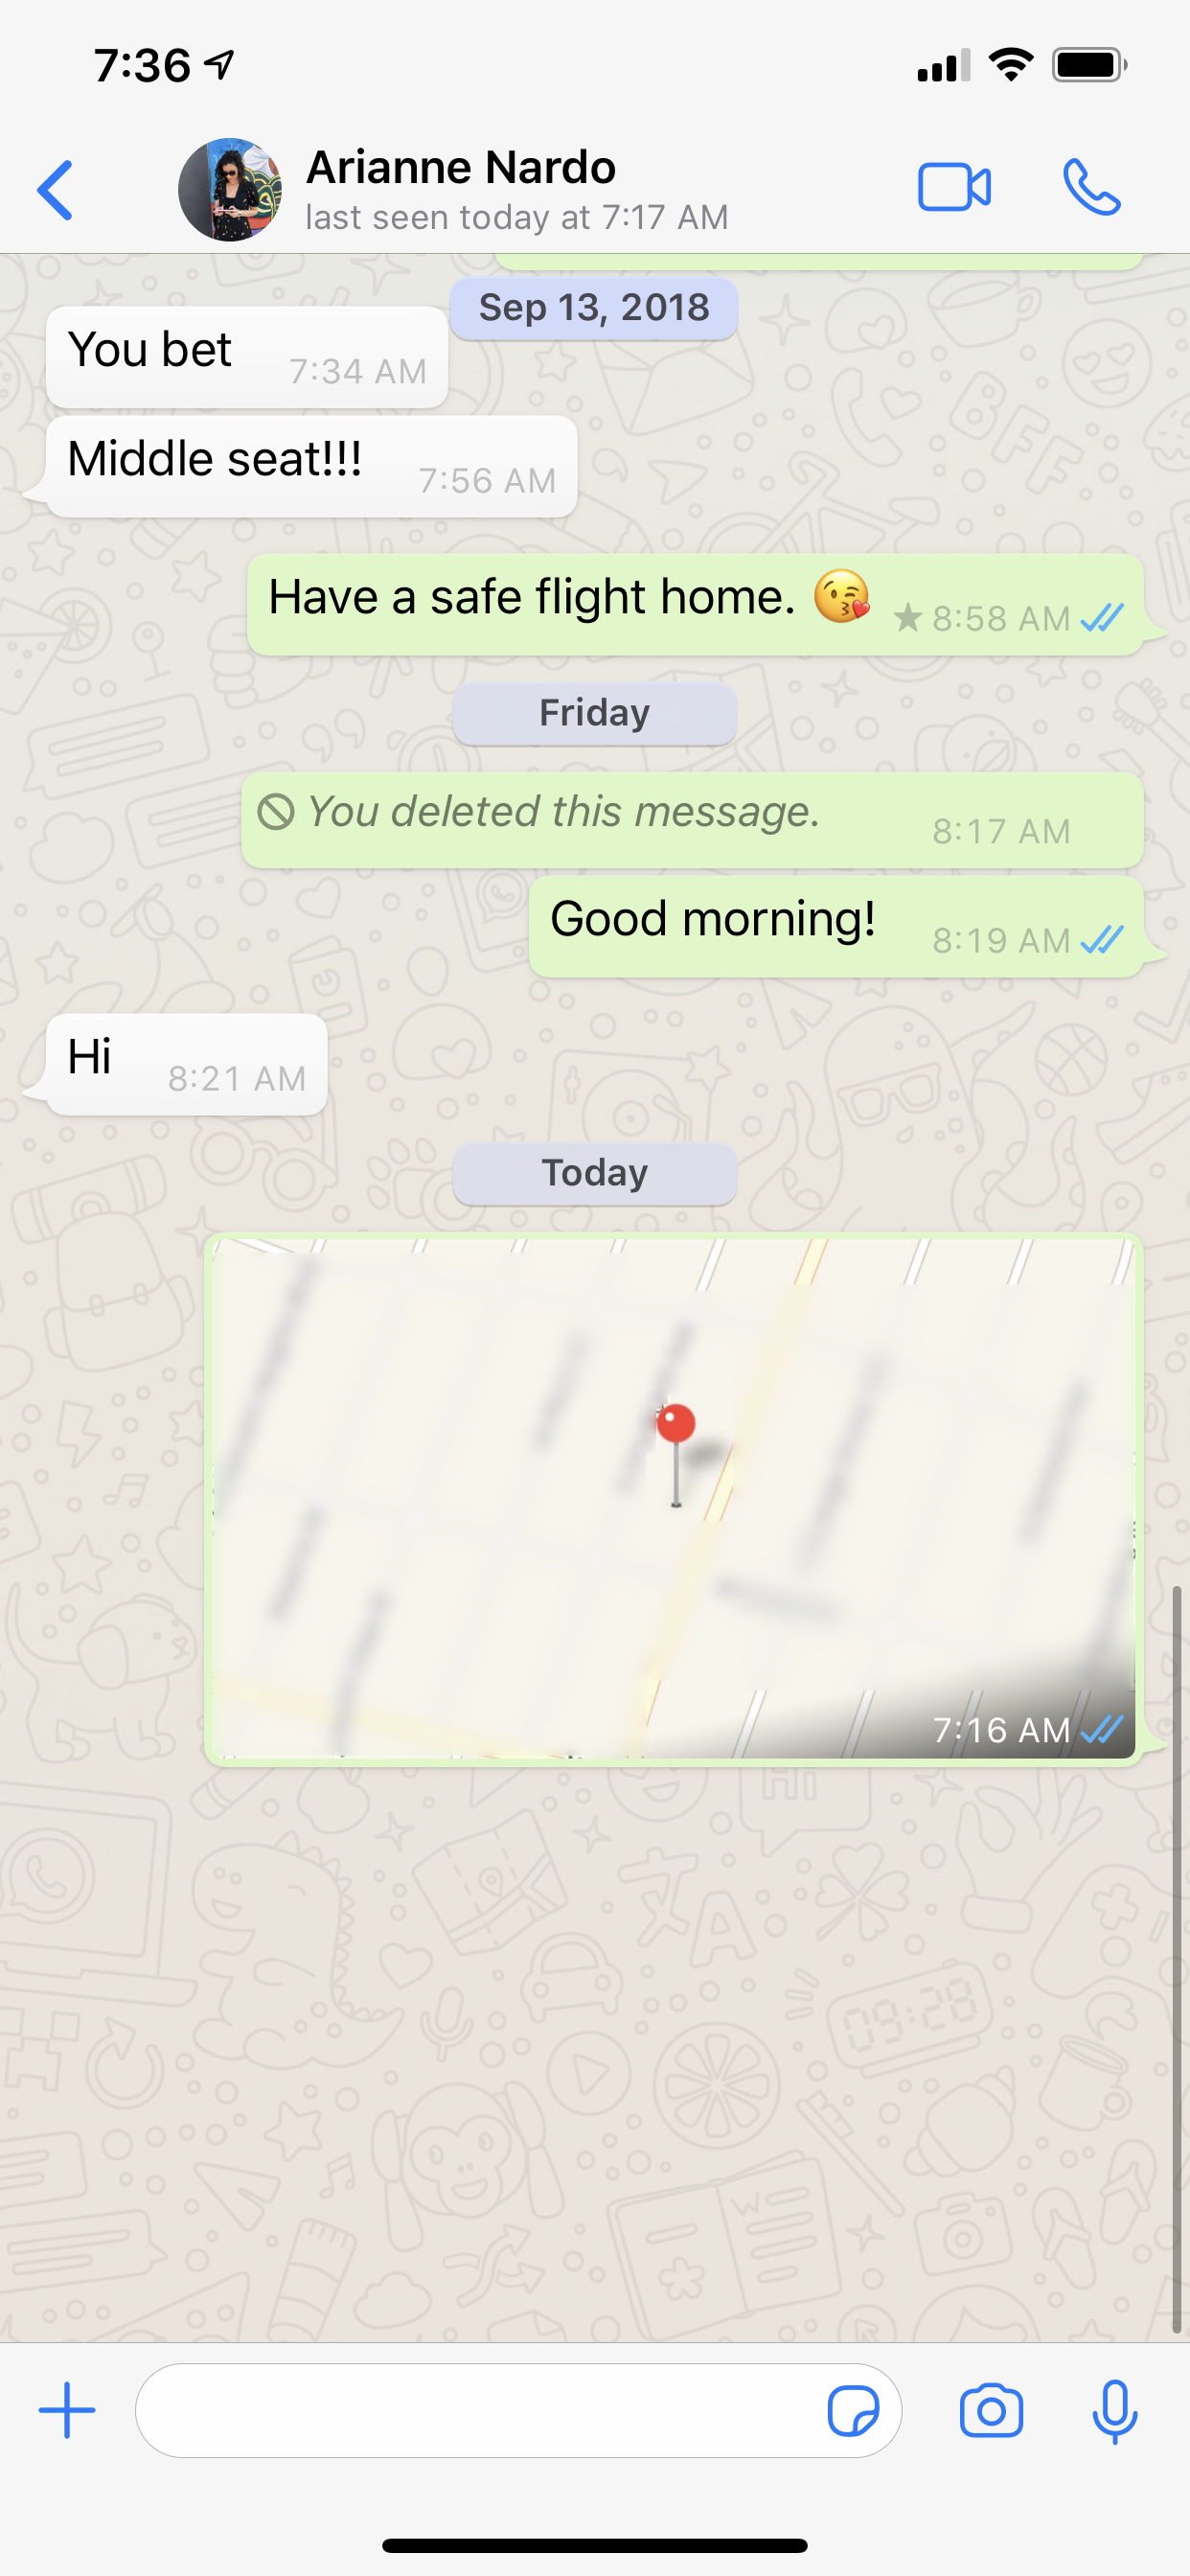 7:36
Arianne Nardo
last seen today at 7:17 AM
Sep 13, 2018
You bet 7:34 AM
Middle seat!!! 7:56 AM
Have a safe flight home. 😘 ★ 8:58 AM
Friday
You deleted this message. 8:17 AM
Good morning! 8:19 AM
Hi 8:21 AM
Today
7:16 AM